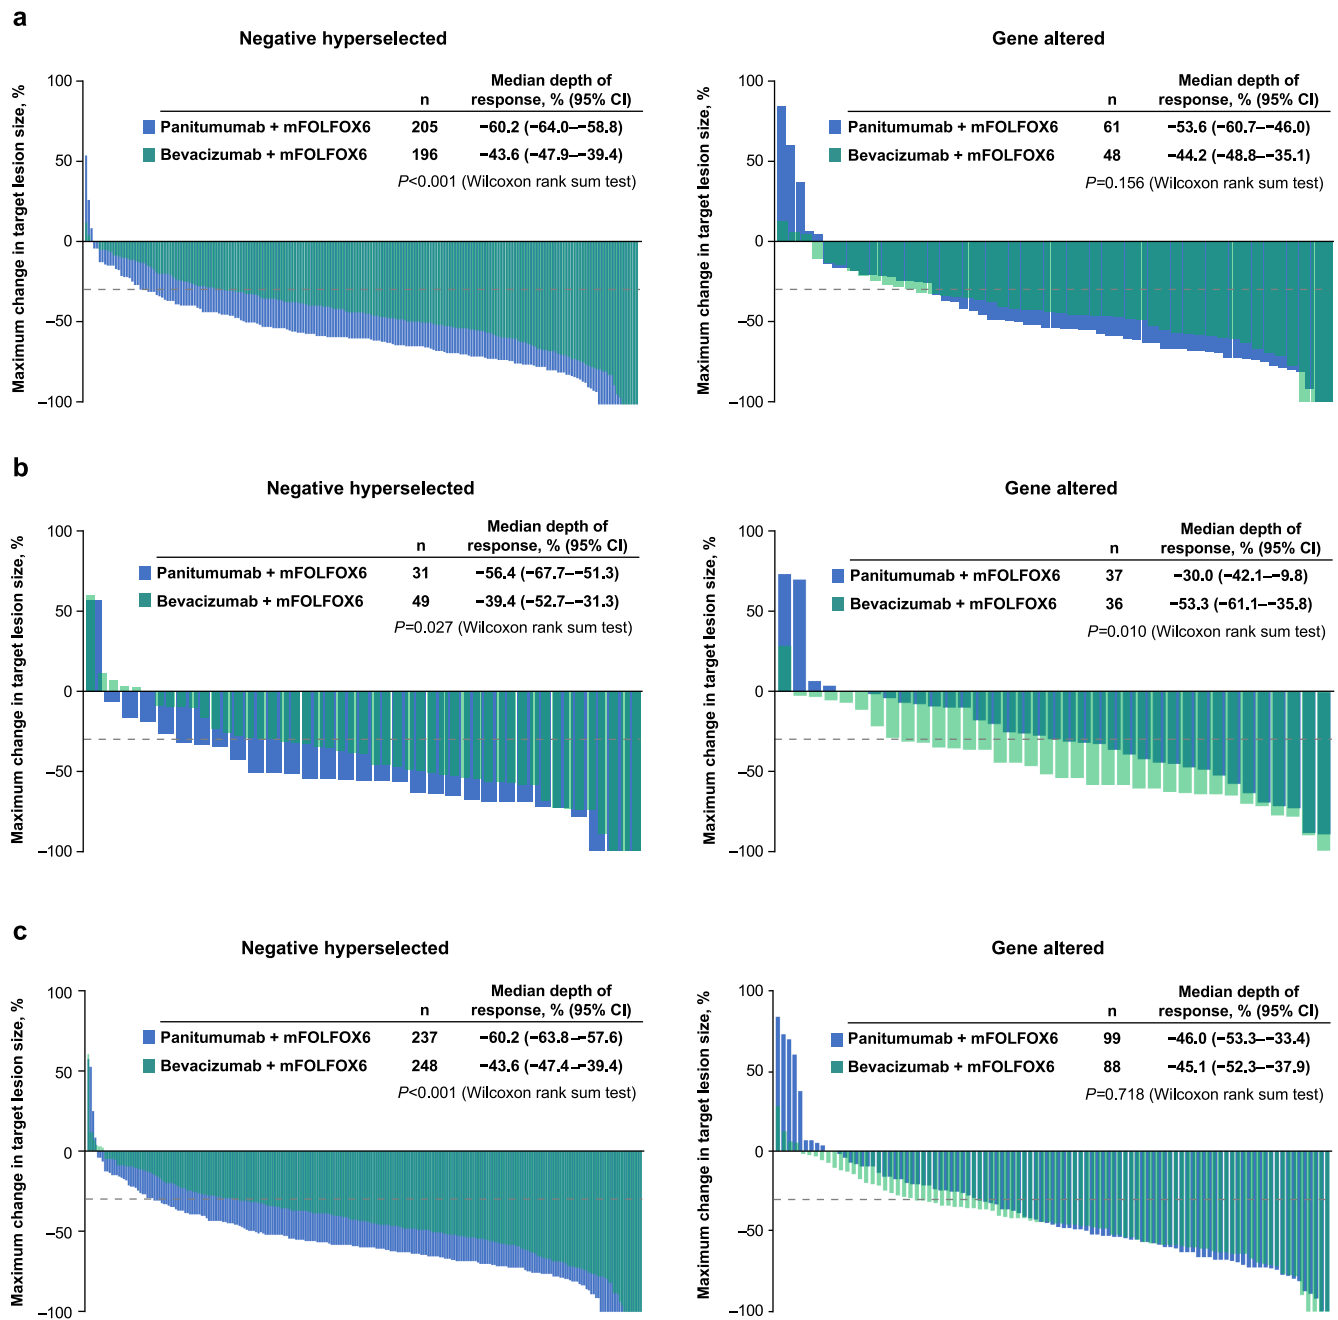 a
Negative hyperselected
Maximum change in target lesion size, %
100
50
0
−50
−100
n
Median depth of
response, % (95% CI)
Panitumumab + mFOLFOX6 205 −60.2 (−64.0–−58.8)
Bevacizumab + mFOLFOX6 196 −43.6 (−47.9–−39.4)
P<0.001 (Wilcoxon rank sum test)
Gene altered
Maximum change in target lesion size, %
100
50
0
−50
−100
n
Median depth of
response, % (95% CI)
Panitumumab + mFOLFOX6 61 −53.6 (−60.7–−46.0)
Bevacizumab + mFOLFOX6 48 −44.2 (−48.8–−35.1)
P=0.156 (Wilcoxon rank sum test)
b
Negative hyperselected
Maximum change in target lesion size, %
100
50
0
−50
−100
n
Median depth of
response, % (95% CI)
Panitumumab + mFOLFOX6 31 −56.4 (−67.7–−51.3)
Bevacizumab + mFOLFOX6 49 −39.4 (−52.7–−31.3)
P=0.027 (Wilcoxon rank sum test)
Gene altered
Maximum change in target lesion size, %
100
50
0
−50
−100
n
Median depth of
response, % (95% CI)
Panitumumab + mFOLFOX6 37 −30.0 (−42.1–−9.8)
Bevacizumab + mFOLFOX6 36 −53.3 (−61.1–−35.8)
P=0.010 (Wilcoxon rank sum test)
c
Negative hyperselected
Maximum change in target lesion size, %
100
50
0
−50
−100
n
Median depth of
response, % (95% CI)
Panitumumab + mFOLFOX6 237 −60.2 (−63.8–−57.6)
Bevacizumab + mFOLFOX6 248 −43.6 (−47.4–−39.4)
P<0.001 (Wilcoxon rank sum test)
Gene altered
Maximum change in target lesion size, %
100
50
0
−50
−100
n
Median depth of
response, % (95% CI)
Panitumumab + mFOLFOX6 99 −46.0 (−53.3–−33.4)
Bevacizumab + mFOLFOX6 88 −45.1 (−52.3–−37.9)
P=0.718 (Wilcoxon rank sum test)